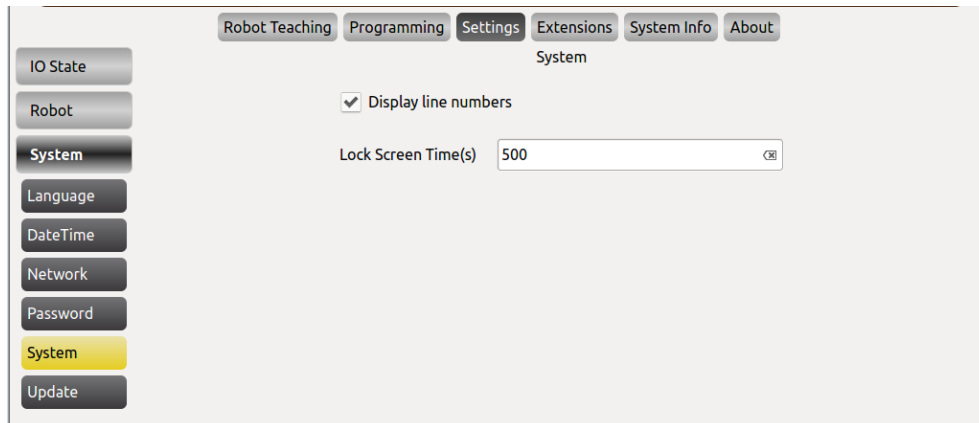 Robot Teaching Programming Settings Extensions System Info About
System
IO State
Robot
System
Language
DateTime
Network
Password
System
Update
Display line numbers
Lock Screen Time(s) 500